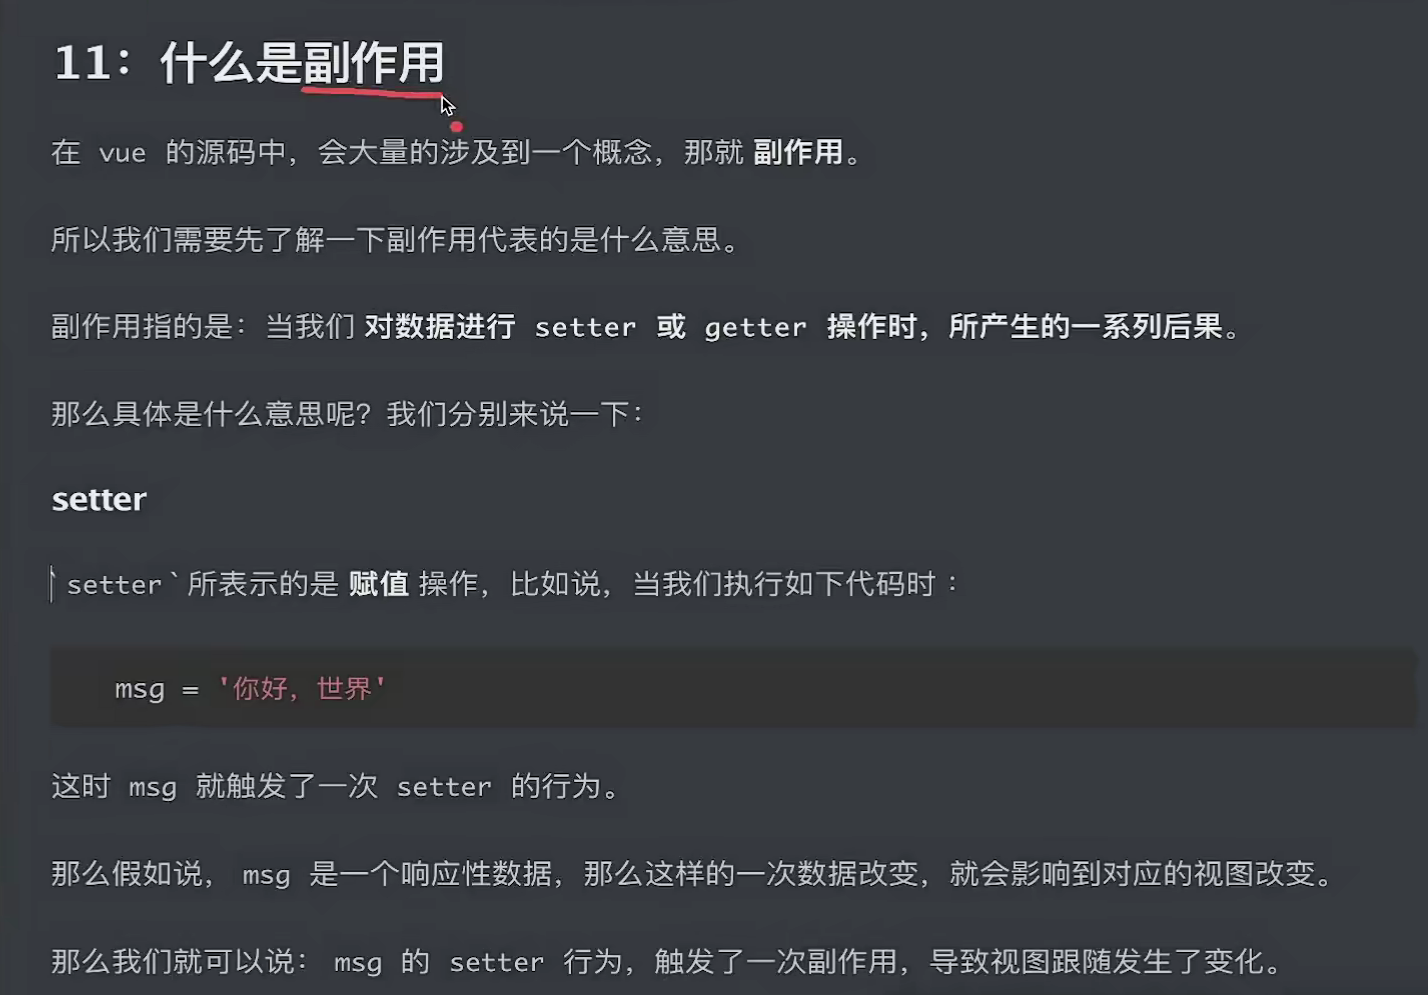 11：什么是副作用
在 vue 的源码中，会大量的涉及到一个概念，那就 副作用。
所以我们需要先了解一下副作用代表的是什么意思。
副作用指的是：当我们 对数据进行 setter 或 getter 操作时，所产生的一系列后果。
那么具体是什么意思呢？我们分别来说一下：
setter
`setter`所表示的是 赋值 操作，比如说，当我们执行如下代码时 ：
msg = '你好，世界'
这时 msg 就触发了一次 setter 的行为。
那么假如说， msg 是一个响应性数据，那么这样的一次数据改变，就会影响到对应的视图改变。
那么我们就可以说： msg 的 setter 行为，触发了一次副作用，导致视图跟随发生了变化。